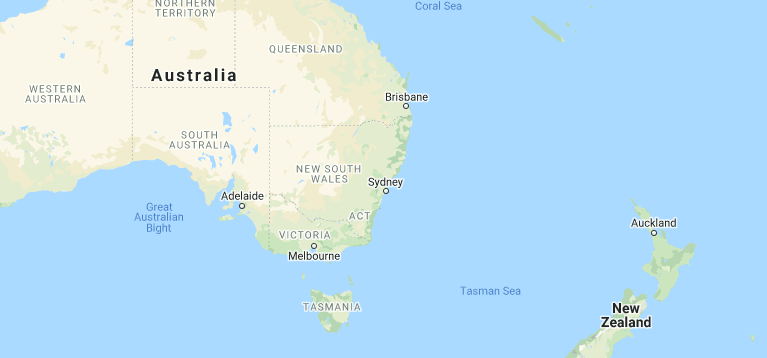 NORTHERN
TERRITORY
Coral Sea
QUEENSLAND
Australia
WESTERN
AUSTRALIA
Brisbane
SOUTH
AUSTRALIA
NEW SOUTH
WALES
Sydney
Adelaide
Great
Australian
Bight
ACT
Auckland
VICTORIA
Melbourne
Tasman Sea
TASMANIA
New
Zealand